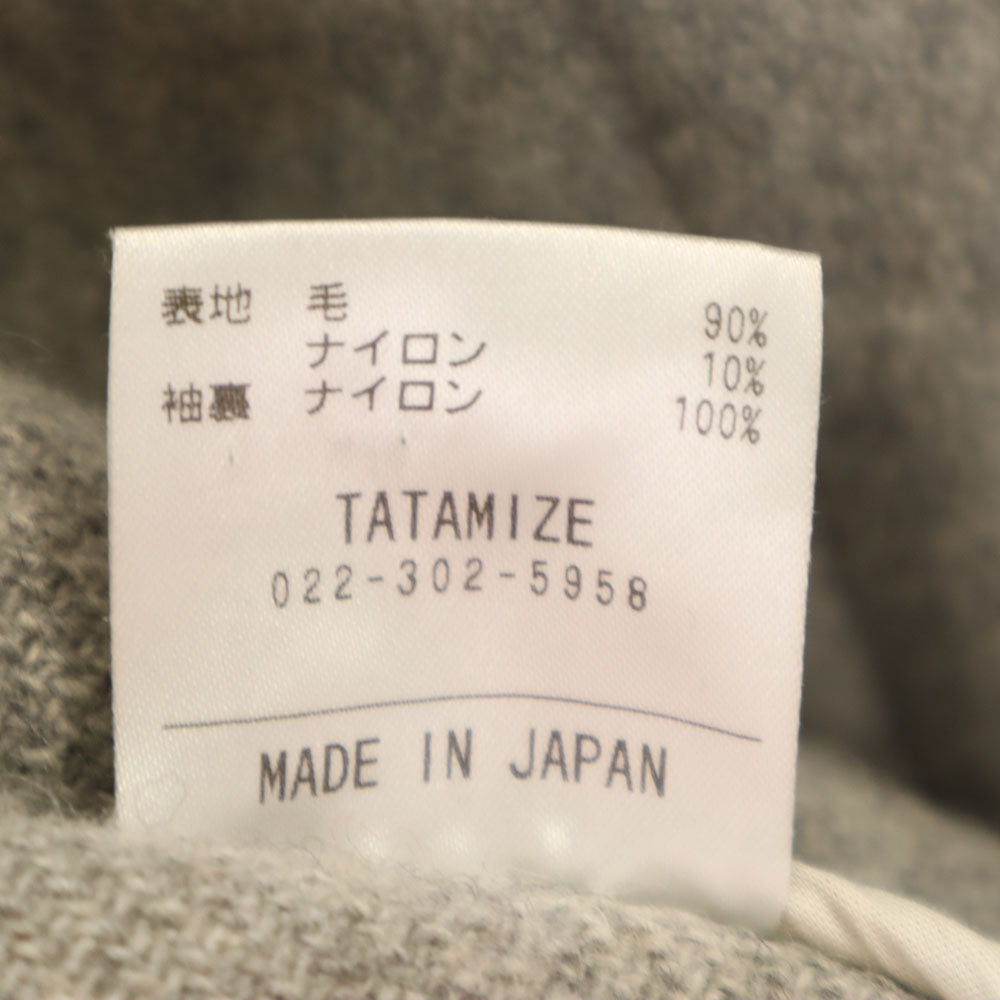 表地 毛 90%
ナイロン 10%
袖裏 ナイロン 100%
TATAMIZE
022-302-5958
MADE IN JAPAN